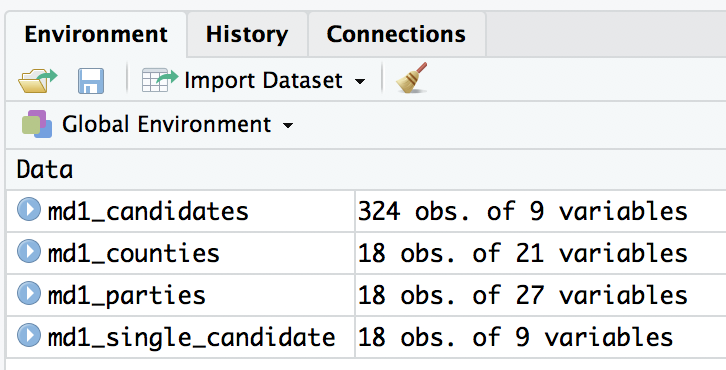 Environment History Connections
Import Dataset
Global Environment
Data
md1_candidates 324 obs. of 9 variables
md1_counties 18 obs. of 21 variables
md1_parties 18 obs. of 27 variables
md1_single_candidate 18 obs. of 9 variables